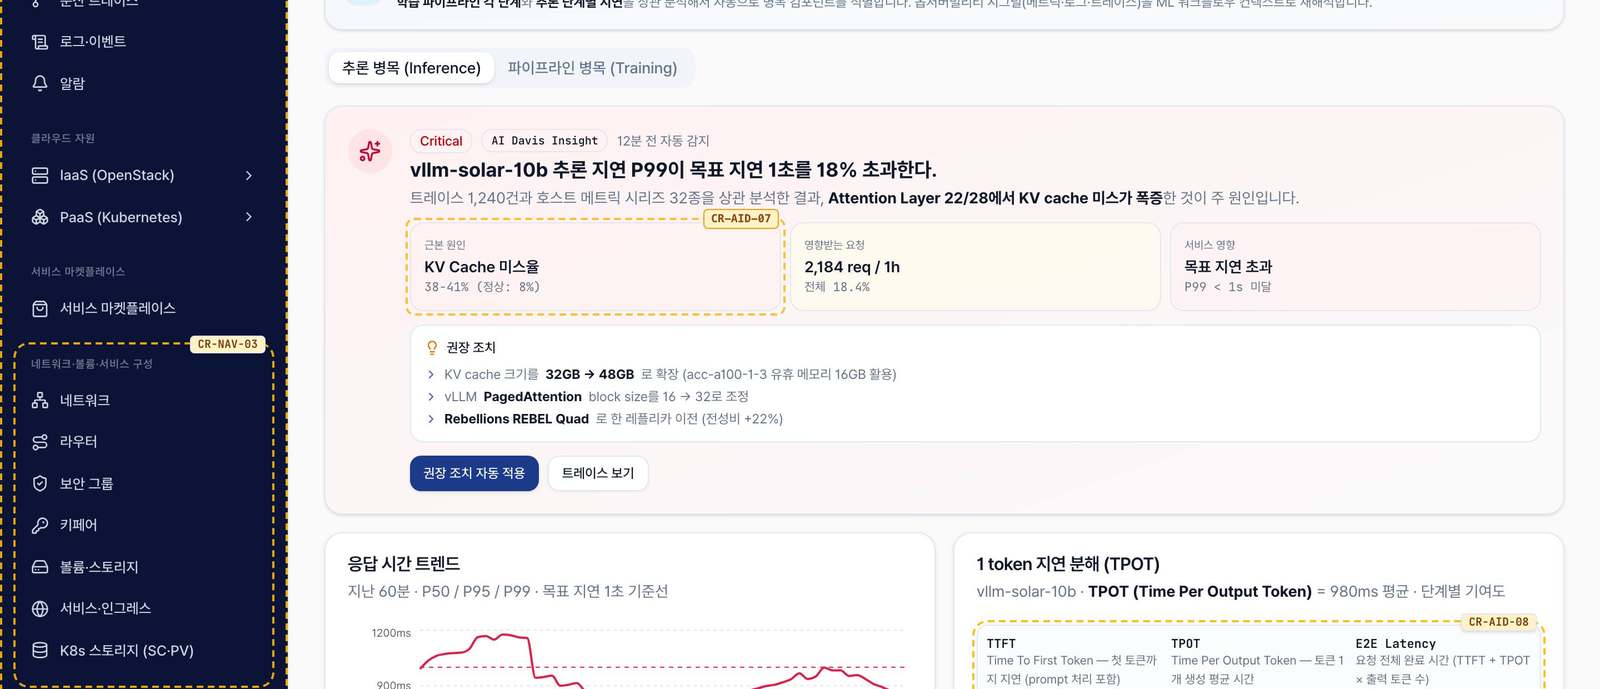 로그·이벤트
알람
클라우드 자원
IaaS (OpenStack)
PaaS (Kubernetes)
서비스 마켓플레이스
서비스 마켓플레이스
CR-NAV-03
네트워크·볼륨·서비스 구성
네트워크
라우터
보안 그룹
키페어
볼륨·스토리지
서비스·인그레스
K8s 스토리지 (SC·PV)
추론 병목 (Inference) 파이프라인 병목 (Training)
Critical AI Davis Insight 12분 전 자동 감지
vllm-solar-10b 추론 지연 P99이 목표 지연 1초를 18% 초과한다.
트레이스 1,240건과 호스트 메트릭 시리즈 32종을 상관 분석한 결과, Attention Layer 22/28에서 KV cache 미스가 폭증한 것이 주 원인입니다.
CR-AID-07
근본 원인
KV Cache 미스율
38-41% (정상: 8%)
영향받는 요청
2,184 req / 1h
전체 18.4%
서비스 영향
목표 지연 초과
P99 < 1s 미달
권장 조치
KV cache 크기를 32GB → 48GB 로 확장 (acc-a100-1-3 유휴 메모리 16GB 활용)
vLLM PagedAttention block size를 16 → 32로 조정
Rebellions REBEL Quad 로 한 레플리카 이전 (전성비 +22%)
권장 조치 자동 적용 트레이스 보기
응답 시간 트렌드
지난 60분 · P50 / P95 / P99 · 목표 지연 1초 기준선
1200ms
900ms
1 token 지연 분해 (TPOT)
vllm-solar-10b · TPOT (Time Per Output Token) = 980ms 평균 · 단계별 기여도
CR-AID-08
TTFT
Time To First Token — 첫 토큰까
지 지연 (prompt 처리 포함)
TPOT
Time Per Output Token — 토큰 1
개 생성 평균 시간
E2E Latency
요청 전체 완료 시간 (TTFT + TPOT
× 출력 토큰 수)